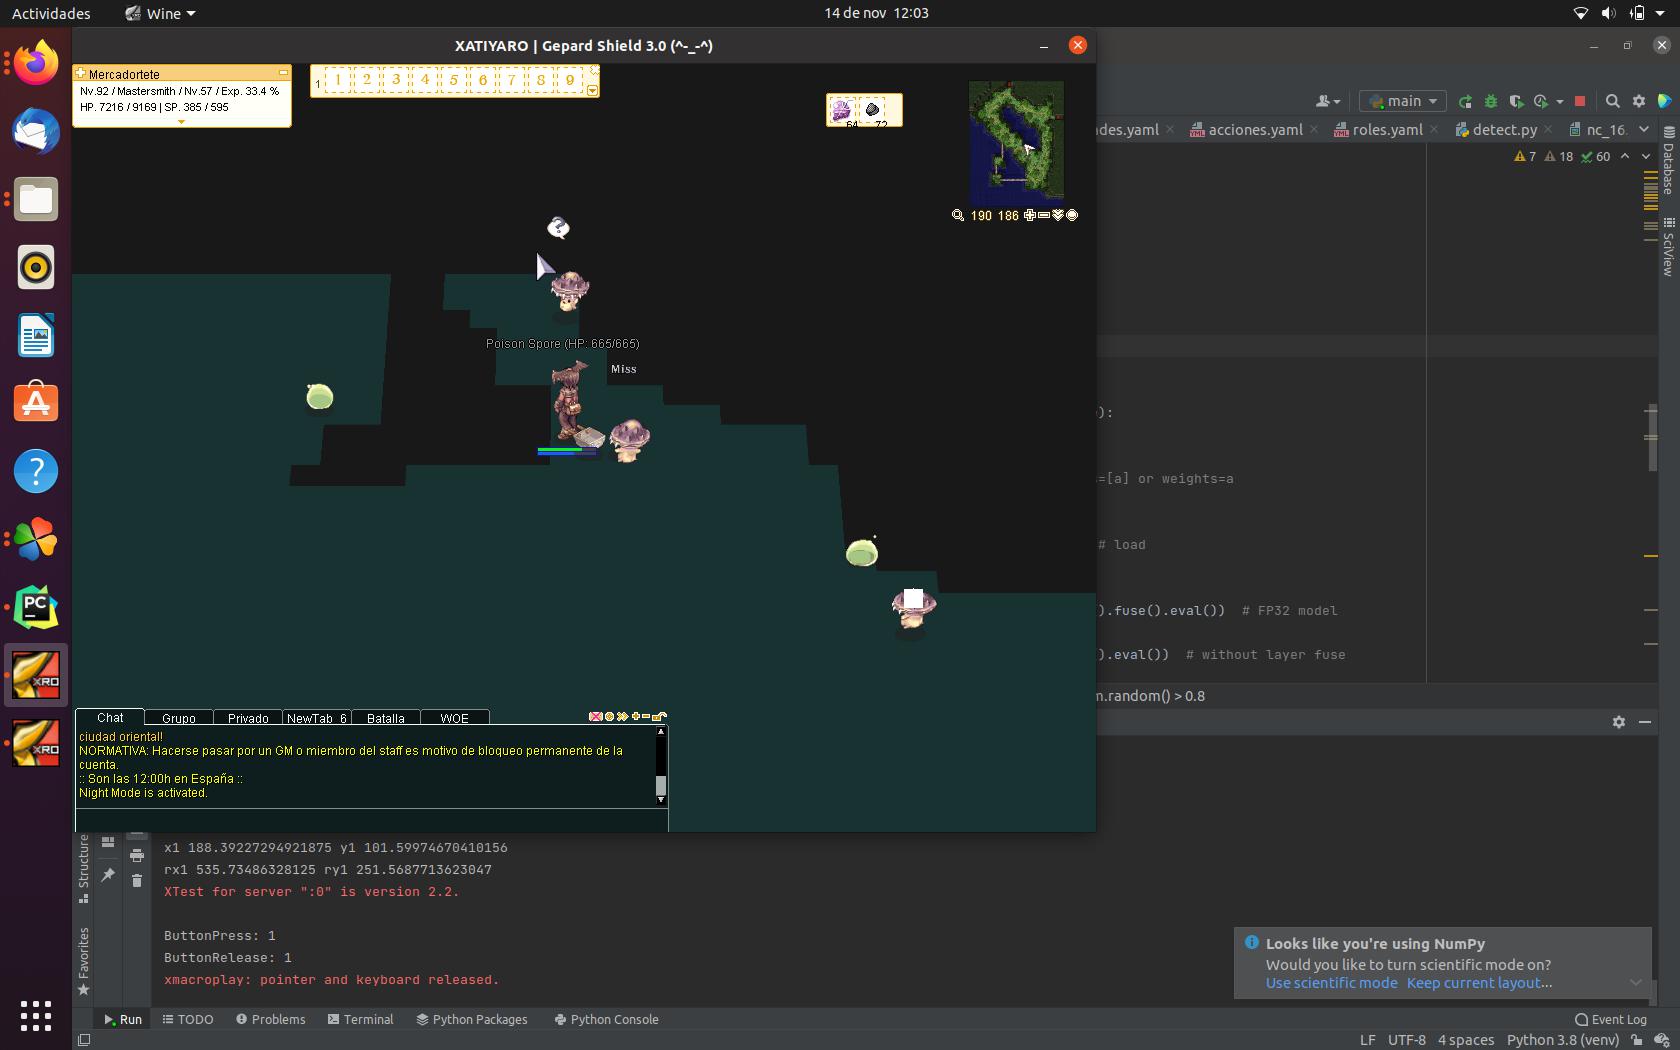 Actividades
Wine
14 de nov 12:03
XATIYARO | Gepard Shield 3.0 (^-_-^)
Mercadortete
Nv.92 / Mastersmith / Nv.57 / Exp. 33.4 %
HP. 7216 / 9169 | SP. 385 / 595
1
1 2 3 4 5 6 7 8 9
64 72
190 186
main
des.yaml
acciones.yaml
roles.yaml
detect.py
nc_16.
7 18 60
Database
SciView
Poison Spore (HP: 665/665)
Miss
):
=[a] or weights=a
# load
).fuse().eval()) # FP32 model
).eval()) # without layer fuse
m.random() > 0.8
Chat
Grupo
Privado
NewTab_6
Batalla
WOE
ciudad oriental!
NORMATIVA: Hacerse pasar por un GM o miembro del staff es motivo de bloqueo permanente de la
cuenta.
:: Son las 12:00h en España ::
Night Mode is activated.
PC
XRO
XRO
Structure
Favorites
x1 188.39227294921875 y1 101.59974670410156
rx1 535.73486328125 ry1 251.5687713623047
XTest for server ":0" is version 2.2.
ButtonPress: 1
ButtonRelease: 1
xmacroplay: pointer and keyboard released.
Looks like you're using NumPy
Would you like to turn scientific mode on?
Use scientific mode Keep current layout...
Run
TODO
Problems
Terminal
Python Packages
Python Console
Event Log
LF UTF-8 4 spaces Python 3.8 (venv)